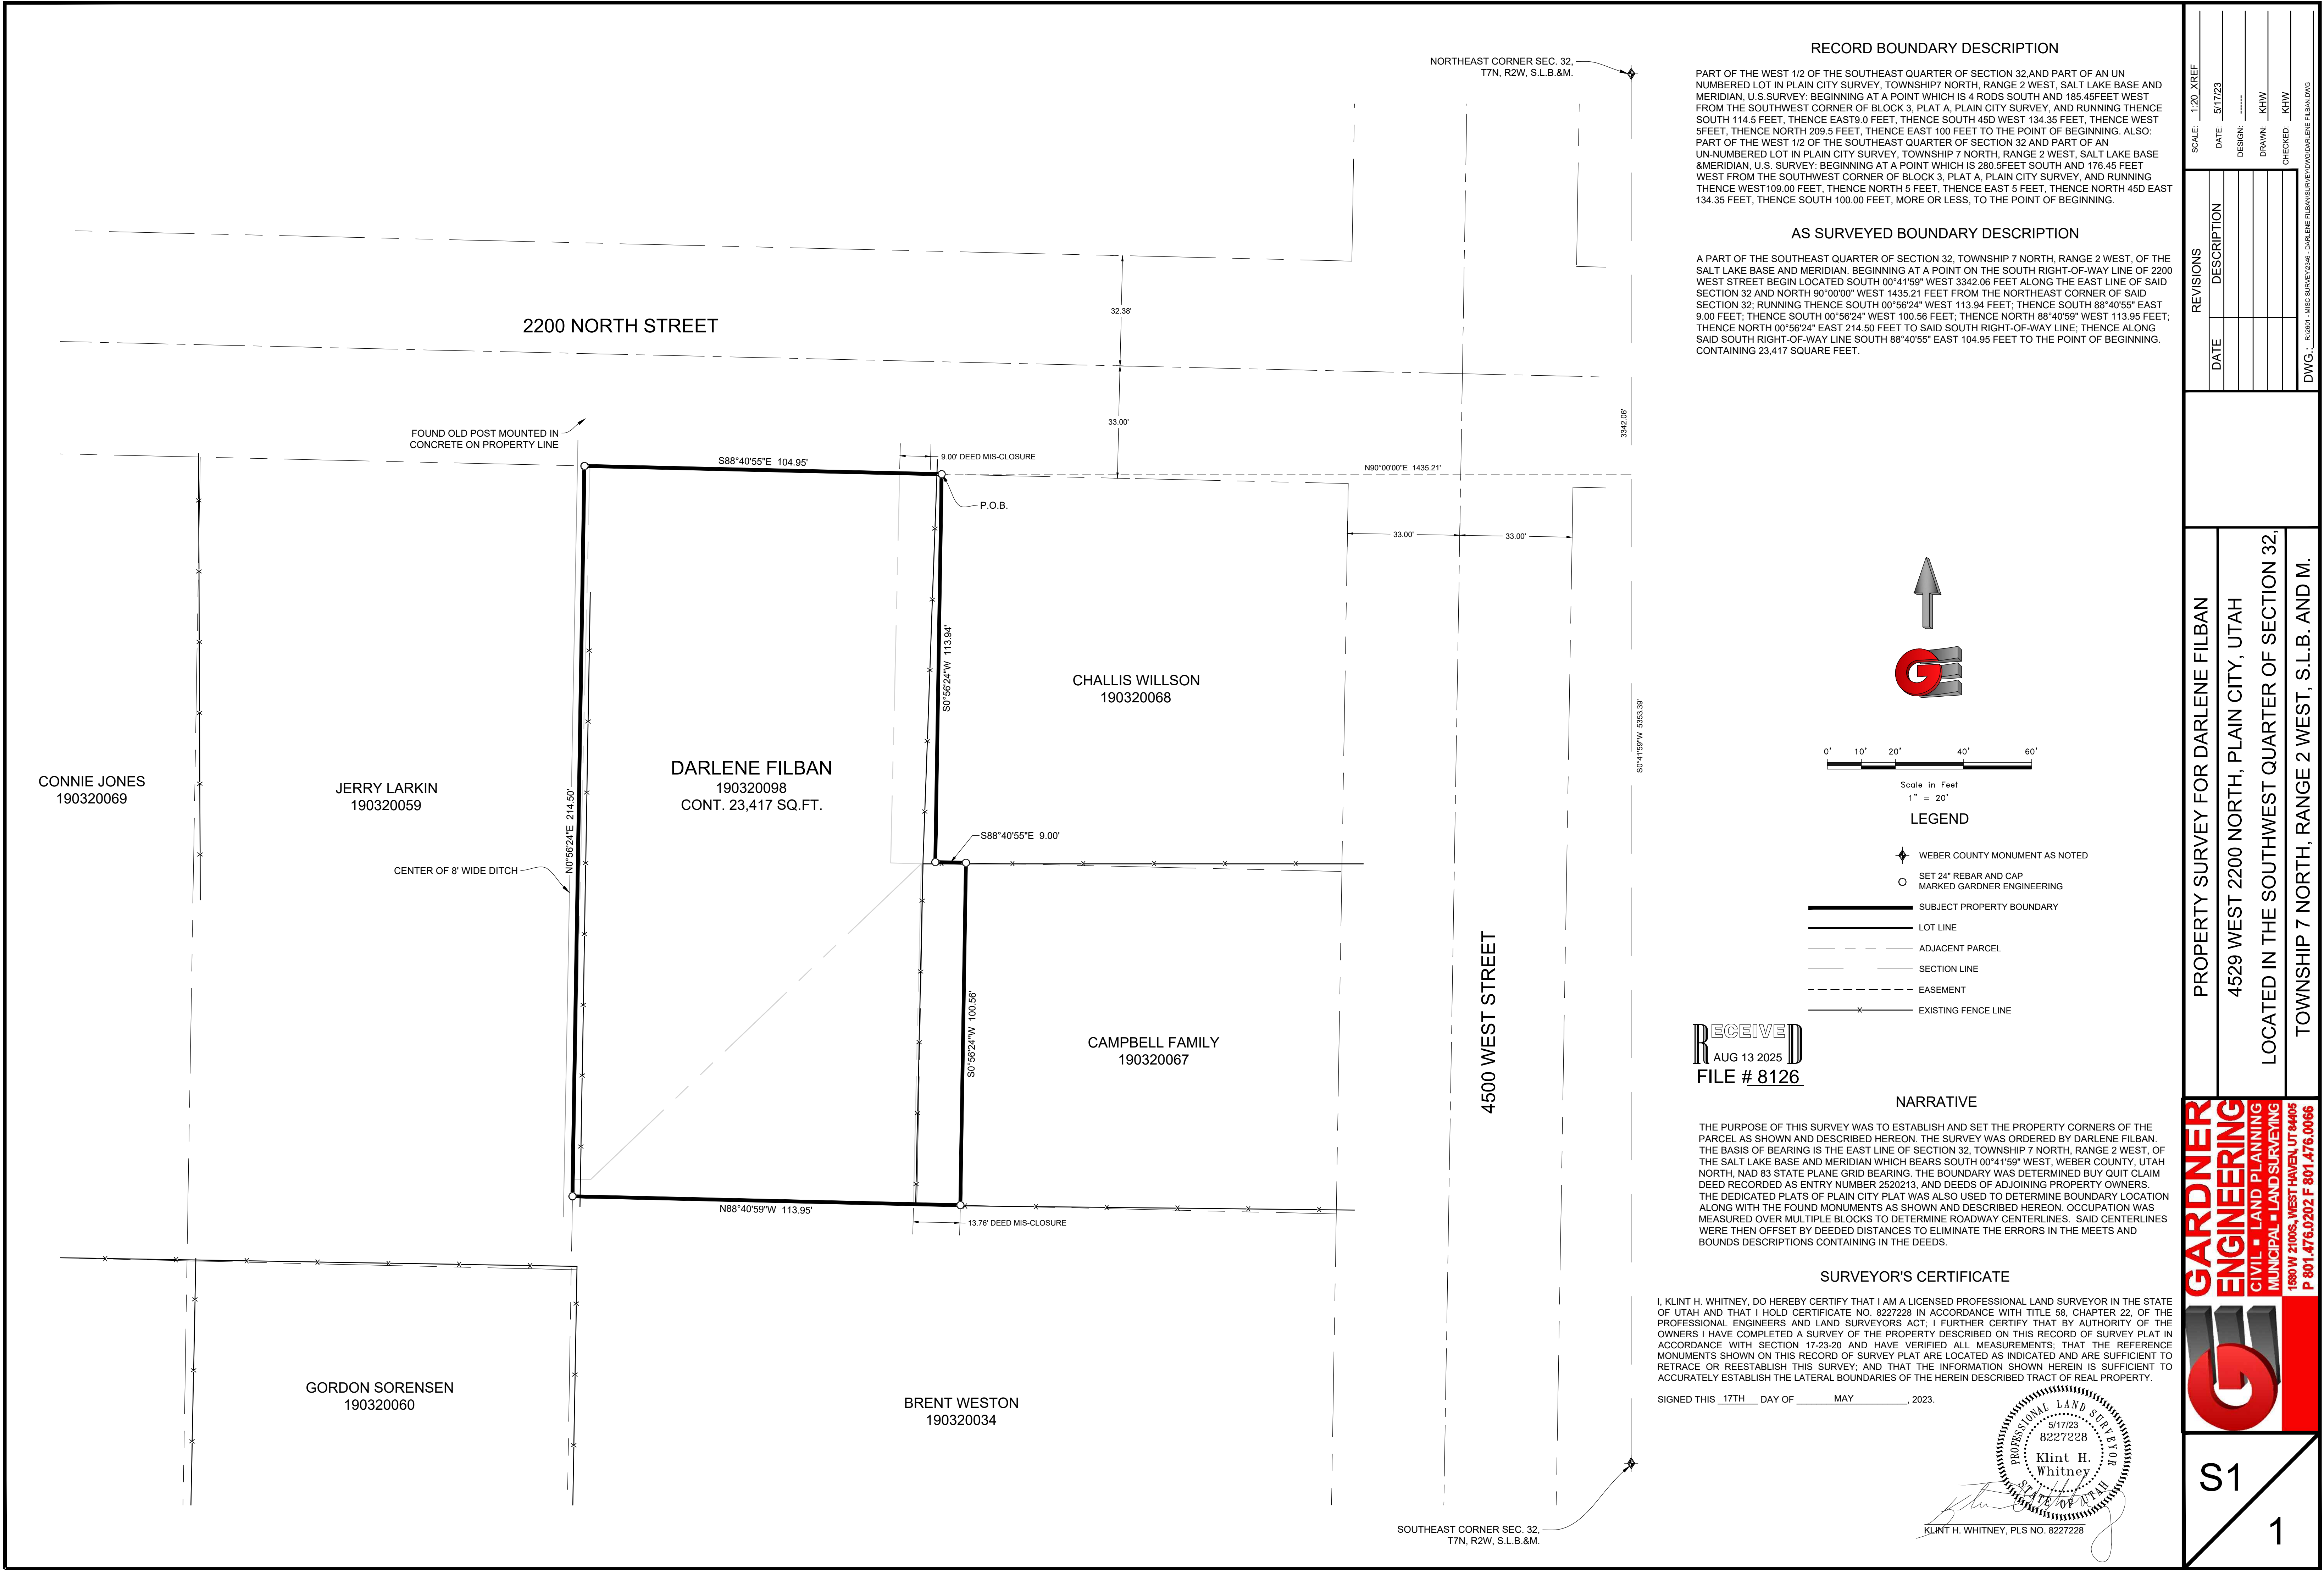 NORTHEAST CORNER SEC. 32,
T7N, R2W, S.L.B.&M.
2200 NORTH STREET
32.38'
33.00'
FOUND OLD POST MOUNTED IN
CONCRETE ON PROPERTY LINE
S88°40'55"E 104.95'
9.00' DEED MIS-CLOSURE
P.O.B.
N90°00'00"E 1435.21'
3342.06'
33.00'
33.00'
S0°56'24"W 113.94'
CHALLIS WILLSON
190320068
S0°41'59"W 5353.39'
DARLENE FILBAN
190320098
CONT. 23,417 SQ.FT.
CONNIE JONES
190320069
JERRY LARKIN
190320059
N0°56'24"E 214.50'
CENTER OF 8' WIDE DITCH
S88°40'55"E 9.00'
S0°56'24"W 100.56'
CAMPBELL FAMILY
190320067
4500 WEST STREET
N88°40'59"W 113.95'
13.76' DEED MIS-CLOSURE
GORDON SORENSEN
190320060
BRENT WESTON
190320034
SOUTHEAST CORNER SEC. 32,
T7N, R2W, S.L.B.&M.
RECORD BOUNDARY DESCRIPTION
PART OF THE WEST 1/2 OF THE SOUTHEAST QUARTER OF SECTION 32,AND PART OF AN UN
NUMBERED LOT IN PLAIN CITY SURVEY, TOWNSHIP7 NORTH, RANGE 2 WEST, SALT LAKE BASE AND
MERIDIAN, U.S.SURVEY: BEGINNING AT A POINT WHICH IS 4 RODS SOUTH AND 185.45FEET WEST
FROM THE SOUTHWEST CORNER OF BLOCK 3, PLAT A, PLAIN CITY SURVEY, AND RUNNING THENCE
SOUTH 114.5 FEET, THENCE EAST9.0 FEET, THENCE SOUTH 45D WEST 134.35 FEET, THENCE WEST
5FEET, THENCE NORTH 209.5 FEET, THENCE EAST 100 FEET TO THE POINT OF BEGINNING. ALSO:
PART OF THE WEST 1/2 OF THE SOUTHEAST QUARTER OF SECTION 32 AND PART OF AN
UN-NUMBERED LOT IN PLAIN CITY SURVEY, TOWNSHIP 7 NORTH, RANGE 2 WEST, SALT LAKE BASE
&MERIDIAN, U.S. SURVEY: BEGINNING AT A POINT WHICH IS 280.5FEET SOUTH AND 176.45 FEET
WEST FROM THE SOUTHWEST CORNER OF BLOCK 3, PLAT A, PLAIN CITY SURVEY, AND RUNNING
THENCE WEST109.00 FEET, THENCE NORTH 5 FEET, THENCE EAST 5 FEET, THENCE NORTH 45D EAST
134.35 FEET, THENCE SOUTH 100.00 FEET, MORE OR LESS, TO THE POINT OF BEGINNING.
AS SURVEYED BOUNDARY DESCRIPTION
A PART OF THE SOUTHEAST QUARTER OF SECTION 32, TOWNSHIP 7 NORTH, RANGE 2 WEST, OF THE
SALT LAKE BASE AND MERIDIAN. BEGINNING AT A POINT ON THE SOUTH RIGHT-OF-WAY LINE OF 2200
WEST STREET BEGIN LOCATED SOUTH 00°41'59" WEST 3342.06 FEET ALONG THE EAST LINE OF SAID
SECTION 32 AND NORTH 90°00'00" WEST 1435.21 FEET FROM THE NORTHEAST CORNER OF SAID
SECTION 32; RUNNING THENCE SOUTH 00°56'24" WEST 113.94 FEET; THENCE SOUTH 88°40'55" EAST
9.00 FEET; THENCE SOUTH 00°56'24" WEST 100.56 FEET; THENCE NORTH 88°40'59" WEST 113.95 FEET;
THENCE NORTH 00°56'24" EAST 214.50 FEET TO SAID SOUTH RIGHT-OF-WAY LINE; THENCE ALONG
SAID SOUTH RIGHT-OF-WAY LINE SOUTH 88°40'55" EAST 104.95 FEET TO THE POINT OF BEGINNING.
CONTAINING 23,417 SQUARE FEET.
0' 10' 20' 40' 60'
Scale in Feet
1" = 20'
LEGEND
WEBER COUNTY MONUMENT AS NOTED
SET 24" REBAR AND CAP
MARKED GARDNER ENGINEERING
SUBJECT PROPERTY BOUNDARY
LOT LINE
ADJACENT PARCEL
SECTION LINE
EASEMENT
EXISTING FENCE LINE
RECEIVED
AUG 13 2025
FILE # 8126
NARRATIVE
THE PURPOSE OF THIS SURVEY WAS TO ESTABLISH AND SET THE PROPERTY CORNERS OF THE
PARCEL AS SHOWN AND DESCRIBED HEREON. THE SURVEY WAS ORDERED BY DARLENE FILBAN.
THE BASIS OF BEARING IS THE EAST LINE OF SECTION 32, TOWNSHIP 7 NORTH, RANGE 2 WEST, OF
THE SALT LAKE BASE AND MERIDIAN WHICH BEARS SOUTH 00°41'59" WEST, WEBER COUNTY, UTAH
NORTH, NAD 83 STATE PLANE GRID BEARING. THE BOUNDARY WAS DETERMINED BUY QUIT CLAIM
DEED RECORDED AS ENTRY NUMBER 2520213, AND DEEDS OF ADJOINING PROPERTY OWNERS.
THE DEDICATED PLATS OF PLAIN CITY PLAT WAS ALSO USED TO DETERMINE BOUNDARY LOCATION
ALONG WITH THE FOUND MONUMENTS AS SHOWN AND DESCRIBED HEREON. OCCUPATION WAS
MEASURED OVER MULTIPLE BLOCKS TO DETERMINE ROADWAY CENTERLINES. SAID CENTERLINES
WERE THEN OFFSET BY DEEDED DISTANCES TO ELIMINATE THE ERRORS IN THE MEETS AND
BOUNDS DESCRIPTIONS CONTAINING IN THE DEEDS.
SURVEYOR'S CERTIFICATE
I, KLINT H. WHITNEY, DO HEREBY CERTIFY THAT I AM A LICENSED PROFESSIONAL LAND SURVEYOR IN THE STATE
OF UTAH AND THAT I HOLD CERTIFICATE NO. 8227228 IN ACCORDANCE WITH TITLE 58, CHAPTER 22, OF THE
PROFESSIONAL ENGINEERS AND LAND SURVEYORS ACT; I FURTHER CERTIFY THAT BY AUTHORITY OF THE
OWNERS I HAVE COMPLETED A SURVEY OF THE PROPERTY DESCRIBED ON THIS RECORD OF SURVEY PLAT IN
ACCORDANCE WITH SECTION 17-23-20 AND HAVE VERIFIED ALL MEASUREMENTS; THAT THE REFERENCE
MONUMENTS SHOWN ON THIS RECORD OF SURVEY PLAT ARE LOCATED AS INDICATED AND ARE SUFFICIENT TO
RETRACE OR REESTABLISH THIS SURVEY; AND THAT THE INFORMATION SHOWN HEREIN IS SUFFICIENT TO
ACCURATELY ESTABLISH THE LATERAL BOUNDARIES OF THE HEREIN DESCRIBED TRACT OF REAL PROPERTY.
SIGNED THIS 17TH DAY OF MAY, 2023.
PROFESSIONAL LAND SURVEYOR
5/17/23
8227228
Klint H.
Whitney
STATE OF UTAH
KLINT H. WHITNEY, PLS NO. 8227228
SCALE: 1:20_XREF
DATE: 5/17/23
DESIGN: -----
DRAWN: KHW
CHECKED: KHW
REVISIONS
DATE DESCRIPTION
DWG.: R:\2601 - MISC SURVEY\2346 - DARLENE FILBAN\SURVEY\DWG\DARLENE FILBAN.DWG
PROPERTY SURVEY FOR DARLENE FILBAN
4529 WEST 2200 NORTH, PLAIN CITY, UTAH
LOCATED IN THE SOUTHWEST QUARTER OF SECTION 32,
TOWNSHIP 7 NORTH, RANGE 2 WEST, S.L.B. AND M.
GARDNER
ENGINEERING
CIVIL ▪ LAND PLANNING
MUNICIPAL ▪ LAND SURVEYING
1580 W 2100 S, WEST HAVEN, UT 84405
P 801.476.0202 F 801.476.0066
S1
1